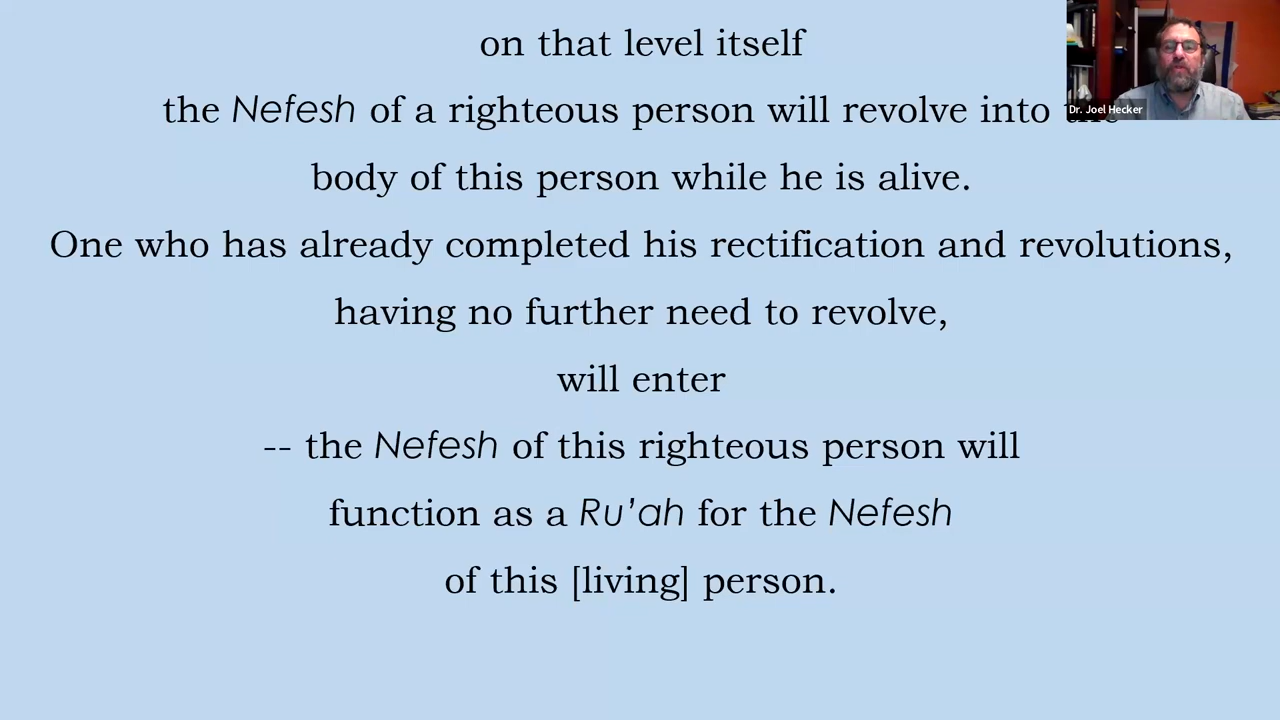 on that level itself
the Nefesh of a righteous person will revolve into the
body of this person while he is alive.
One who has already completed his rectification and revolutions,
having no further need to revolve,
will enter
-- the Nefesh of this righteous person will
function as a Ru’ah for the Nefesh
of this [living] person.
Dr. Joel Hecker